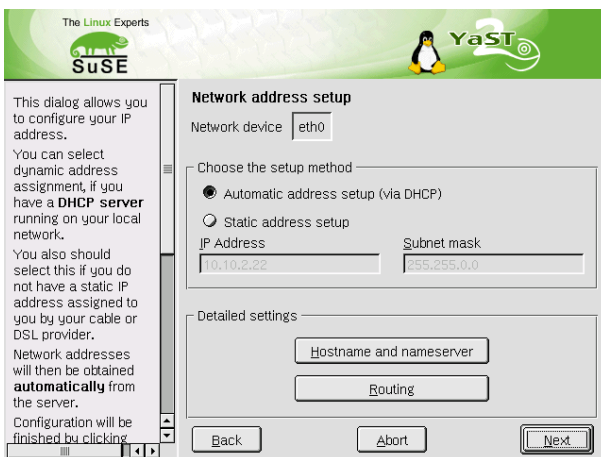 The Linux Experts
SuSE
YaST
2
This dialog allows you
to configure your IP
address.
You can select
dynamic address
assignment, if you
have a DHCP server
running on your local
network.
You also should
select this if you do
not have a static IP
address assigned to
you by your cable or
DSL provider.
Network addresses
will then be obtained
automatically from
the server.
Configuration will be
finished by clicking
Network address setup
Network device eth0
Choose the setup method
Automatic address setup (via DHCP)
Static address setup
IP Address Subnet mask
10.10.2.22 255.255.0.0
Detailed settings
Hostname and nameserver
Routing
Back Abort Next